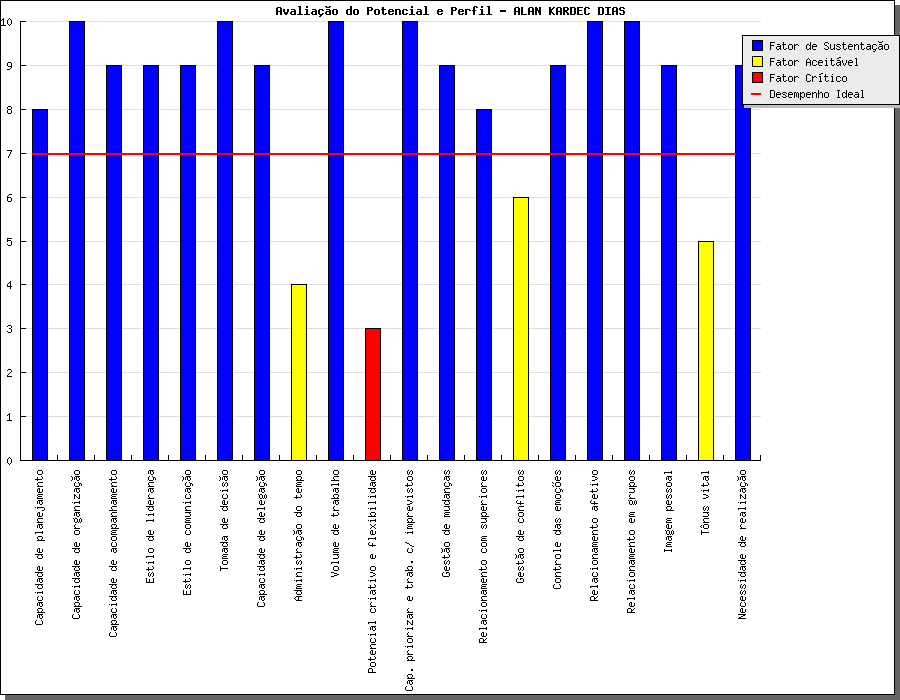 Avaliação do Potencial e Perfil - ALAN KARDEC DIAS
Fator de Sustentação
Fator Aceitável
Fator Crítico
Desempenho Ideal
10
9
8
7
6
5
4
3
2
1
0
Capacidade de planejamento
Capacidade de organização
Capacidade de acompanhamento
Estilo de liderança
Estilo de comunicação
Tomada de decisão
Capacidade de delegação
Administração do tempo
Volume de trabalho
Potencial criativo e flexibilidade
Cap. priorizar e trab. c/ imprevistos
Gestão de mudanças
Relacionamento com superiores
Gestão de conflitos
Controle das emoções
Relacionamento afetivo
Relacionamento em grupos
Imagem pessoal
Tônus vital
Necessidade de realização